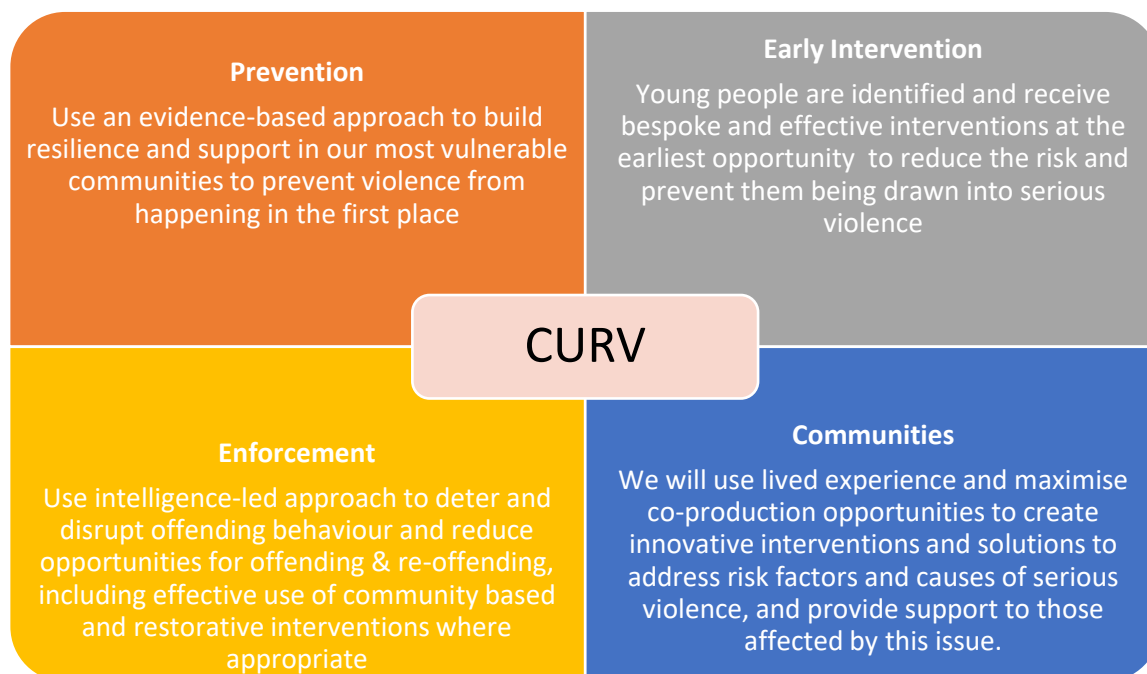 Prevention
Use an evidence-based approach to build
resilience and support in our most vulnerable
communities to prevent violence from
happening in the first place
Early Intervention
Young people are identified and receive
bespoke and effective interventions at the
earliest opportunity to reduce the risk and
prevent them being drawn into serious
violence
CURV
Enforcement
Use intelligence-led approach to deter and
disrupt offending behaviour and reduce
opportunities for offending & re-offending,
including effective use of community based
and restorative interventions where
appropriate
Communities
We will use lived experience and maximise
co-production opportunities to create
innovative interventions and solutions to
address risk factors and causes of serious
violence, and provide support to those
affected by this issue.